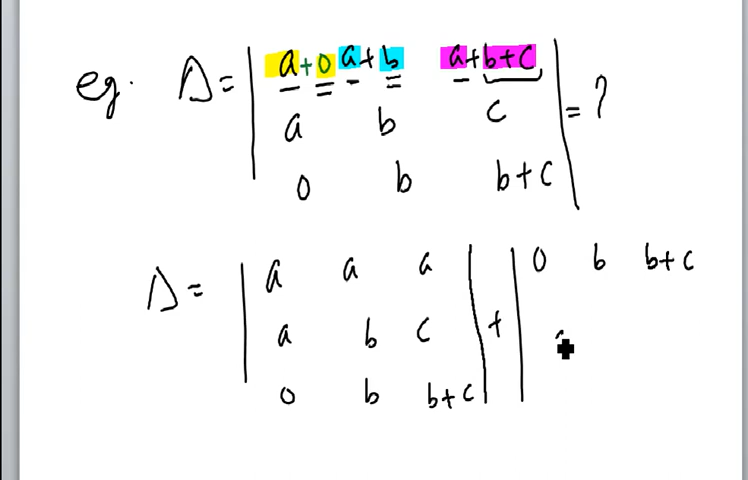 eg. Δ = | a+0 a+b a+b+c |
| a b c | = ?
| 0 b b+c |
Δ = | a a a | + | 0 b b+c
| a b c | + |
| 0 b b+c | |